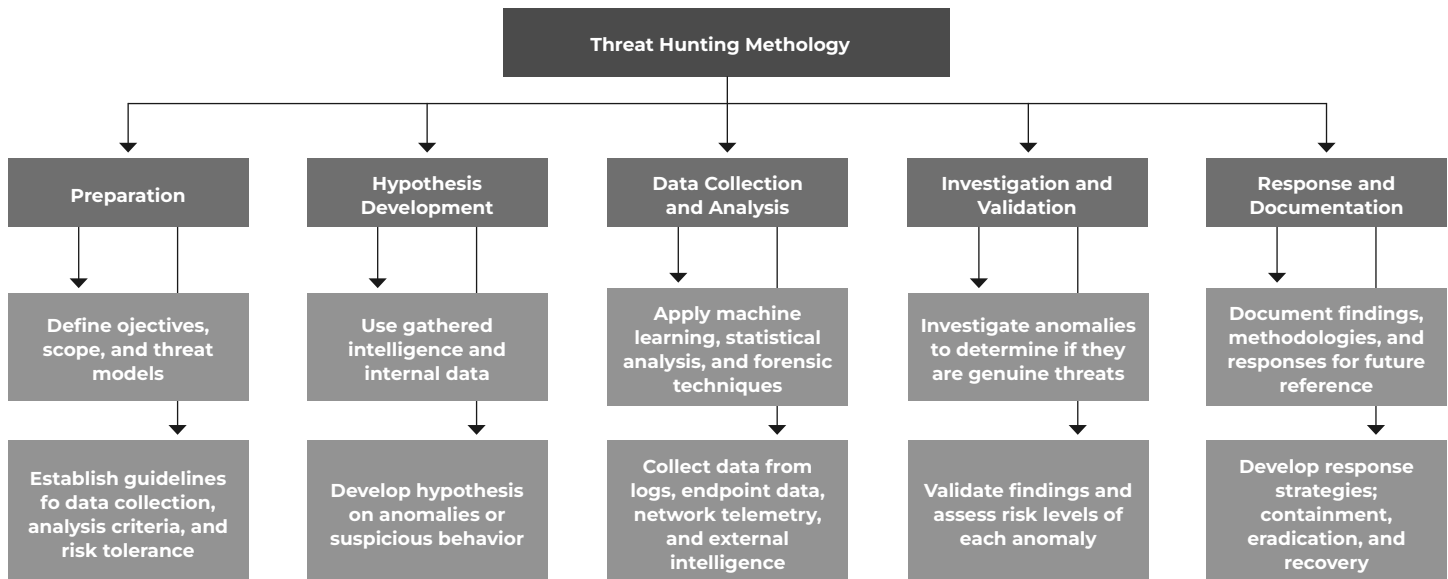 Threat Hunting Methology
Preparation
Hypothesis
Development
Data Collection
and Analysis
Investigation and
Validation
Response and
Documentation
Define ojectives,
scope, and threat
models
Use gathered
intelligence and
internal data
Apply machine
learning, statistical
analysis, and forensic
techniques
Investigate anomalies
to determine if they
are genuine threats
Document findings,
methodologies, and
responses for future
reference
Establish guidelines
fo data collection,
analysis criteria, and
risk tolerance
Develop hypothesis
on anomalies or
suspicious behavior
Collect data from
logs, endpoint data,
network telemetry,
and external
intelligence
Validate findings and
assess risk levels of
each anomaly
Develop response
strategies;
containment,
eradication, and
recovery